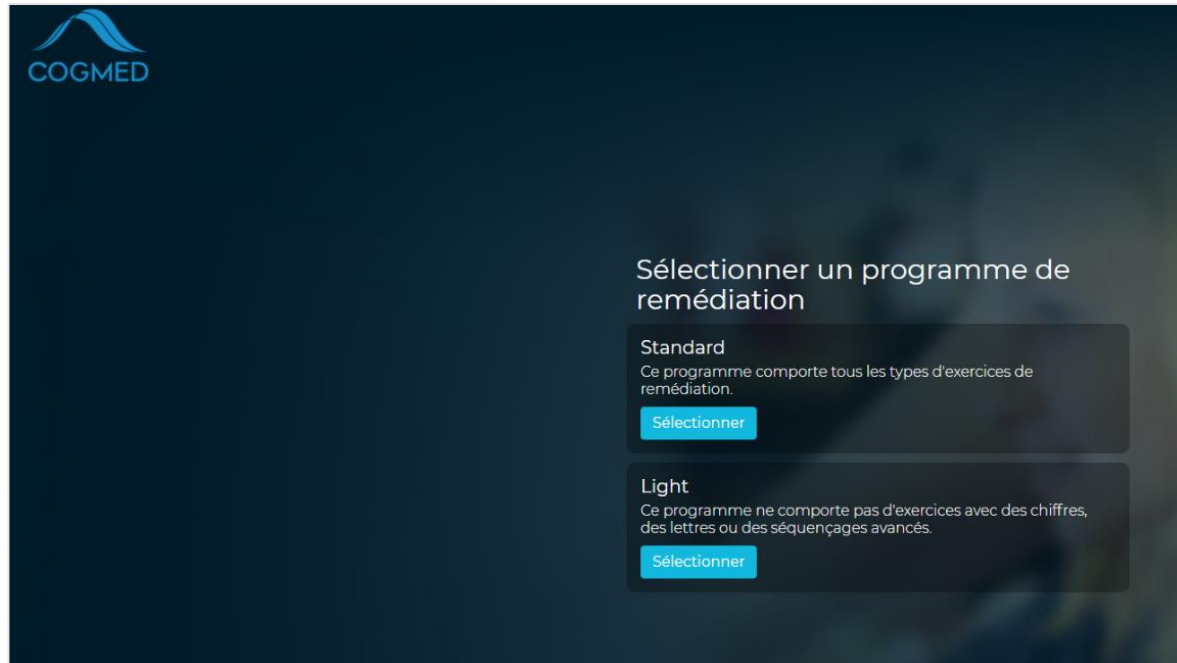 COGMED
Sélectionner un programme de
remédiation
Standard
Ce programme comporte tous les types d'exercices de
remédiation.
Sélectionner
Light
Ce programme ne comporte pas d'exercices avec des chiffres,
des lettres ou des séquençages avancés.
Sélectionner